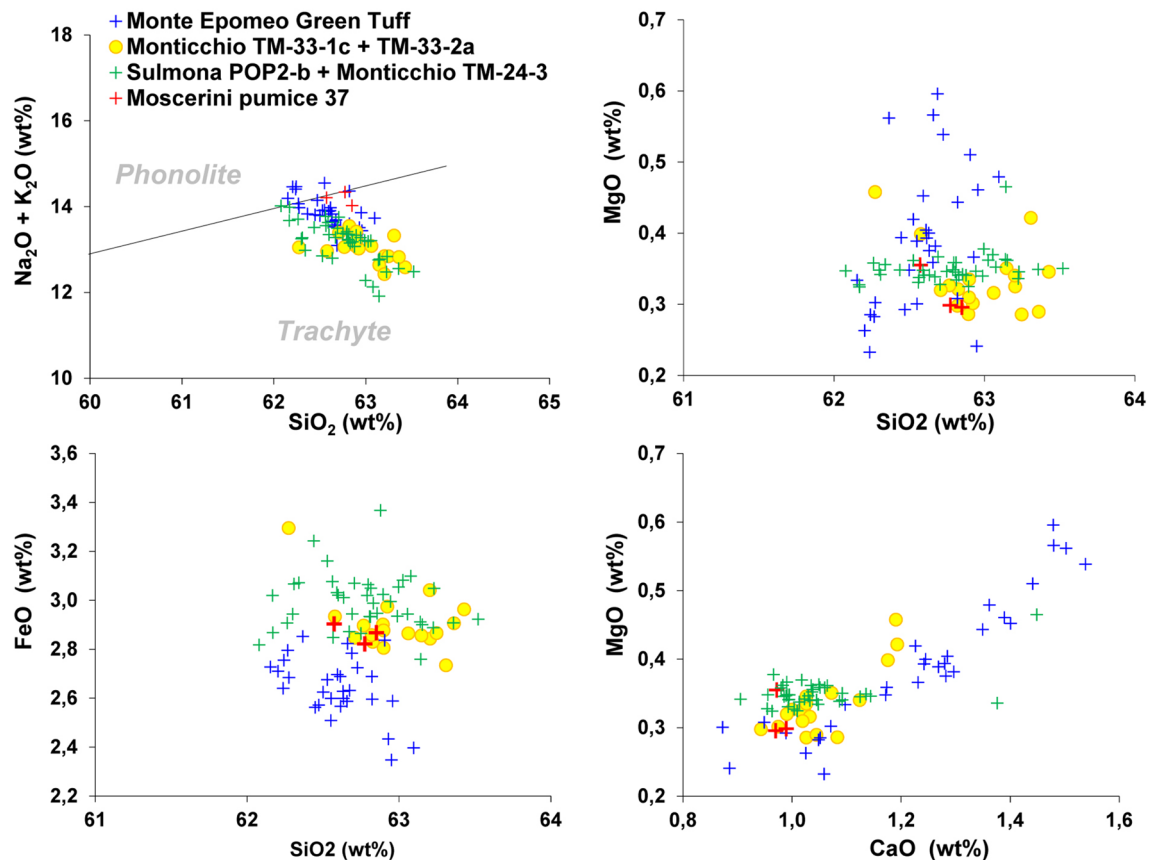 Monte Epomeo Green Tuff
Monticchio TM-33-1c + TM-33-2a
Sulmona POP2-b + Monticchio TM-24-3
Moscerini pumice 37
Na₂O + K₂O (wt%)
18
16
14
12
10
Phonolite
Trachyte
60 61 62 63 64 65
SiO₂ (wt%)
MgO (wt%)
0,7
0,6
0,5
0,4
0,3
0,2
61 62 63 64
SiO2 (wt%)
FeO (wt%)
3,6
3,4
3,2
3,0
2,8
2,6
2,4
2,2
61 62 63 64
SiO2 (wt%)
MgO (wt%)
0,7
0,6
0,5
0,4
0,3
0,2
0,8 1,0 1,2 1,4 1,6
CaO (wt%)